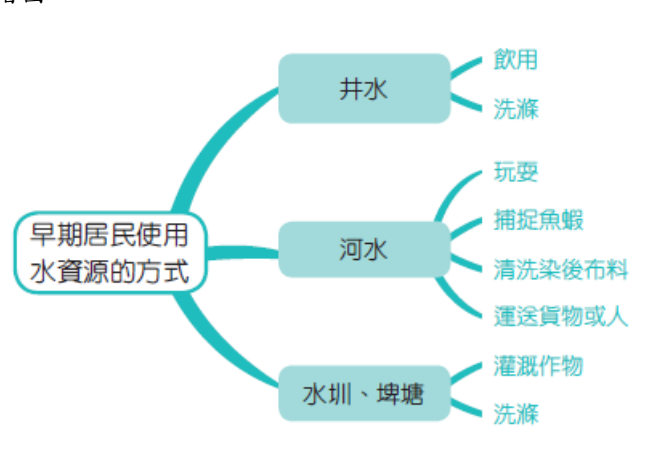 早期居民使用
水資源的方式
井水
飲用
洗滌
河水
玩耍
捕捉魚蝦
清洗染後布料
運送貨物或人
水圳、埤塘
灌溉作物
洗滌